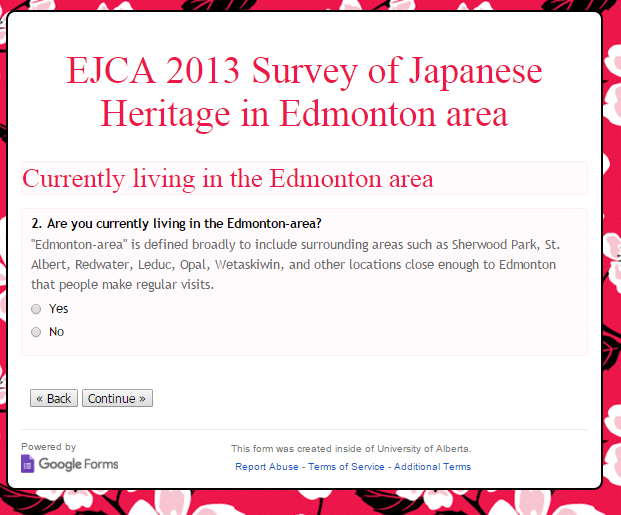 EJCA 2013 Survey of Japanese
Heritage in Edmonton area
Currently living in the Edmonton area
2. Are you currently living in the Edmonton-area?
"Edmonton-area" is defined broadly to include surrounding areas such as Sherwood Park, St.
Albert, Redwater, Leduc, Opal, Wetaskiwin, and other locations close enough to Edmonton
that people make regular visits.
Yes
No
« Back Continue »
Powered by
Google Forms
This form was created inside of University of Alberta.
Report Abuse - Terms of Service - Additional Terms